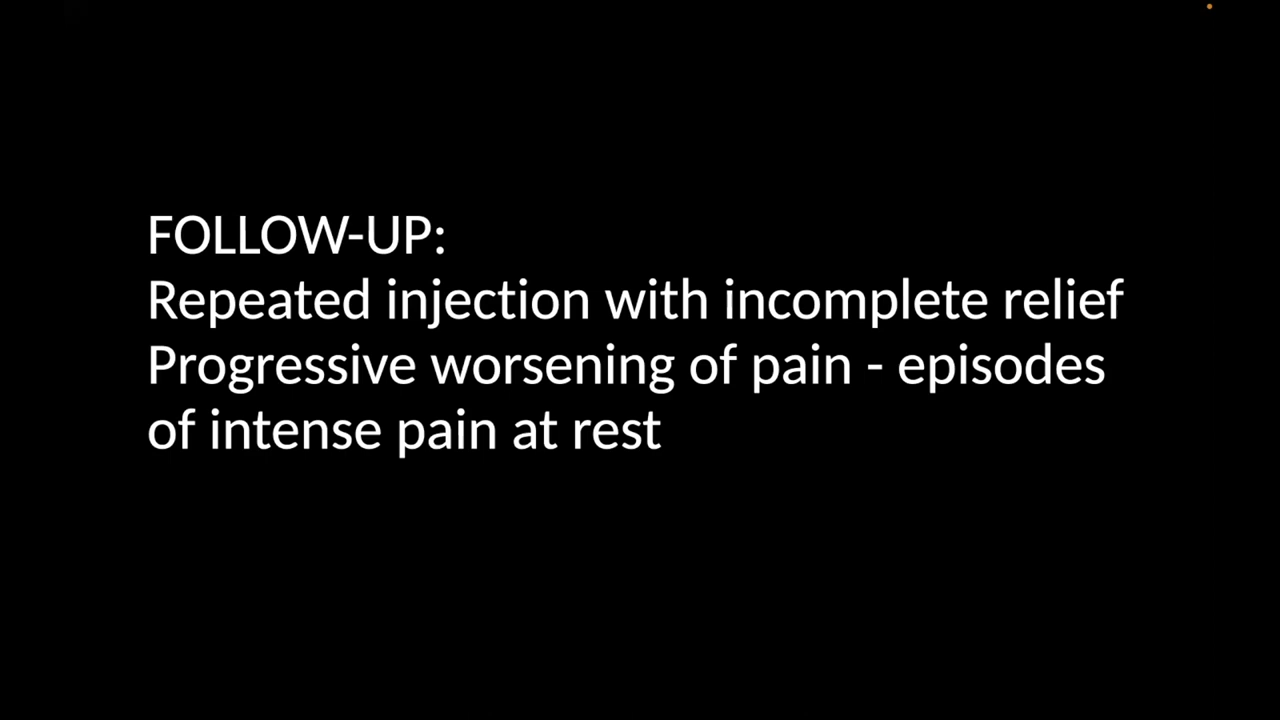 FOLLOW-UP:
Repeated injection with incomplete relief
Progressive worsening of pain - episodes
of intense pain at rest